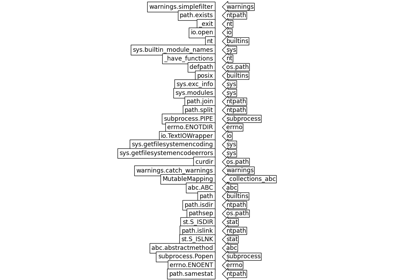 warnings.simplefilter warnings
path.exists ntpath
_exit nt
io.open io
nt builtins
sys.builtin_module_names sys
_have_functions nt
defpath os.path
posix builtins
sys.exc_info sys
sys.modules sys
path.join ntpath
path.split ntpath
subprocess.PIPE subprocess
errno.ENOTDIR errno
io.TextIOWrapper io
sys.getfilesystemencoding sys
sys.getfilesystemencodeerrors sys
curdir os.path
warnings.catch_warnings warnings
MutableMapping _collections_abc
abc.ABC abc
path builtins
path.isdir ntpath
pathsep os.path
st.S_ISDIR stat
path.islink ntpath
st.S_ISLNK stat
abc.abstractmethod abc
subprocess.Popen subprocess
errno.ENOENT errno
path.samestat ntpath